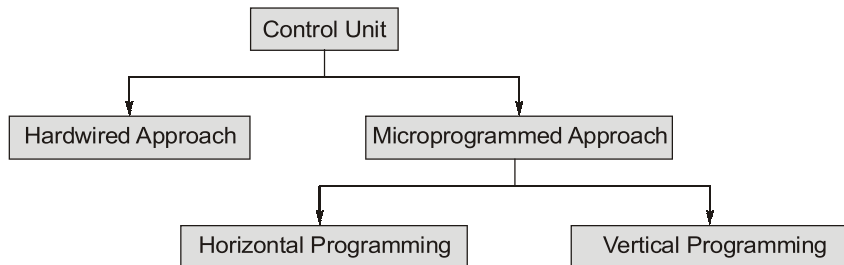 Control Unit
Hardwired Approach
Microprogrammed Approach
Horizontal Programming
Vertical Programming